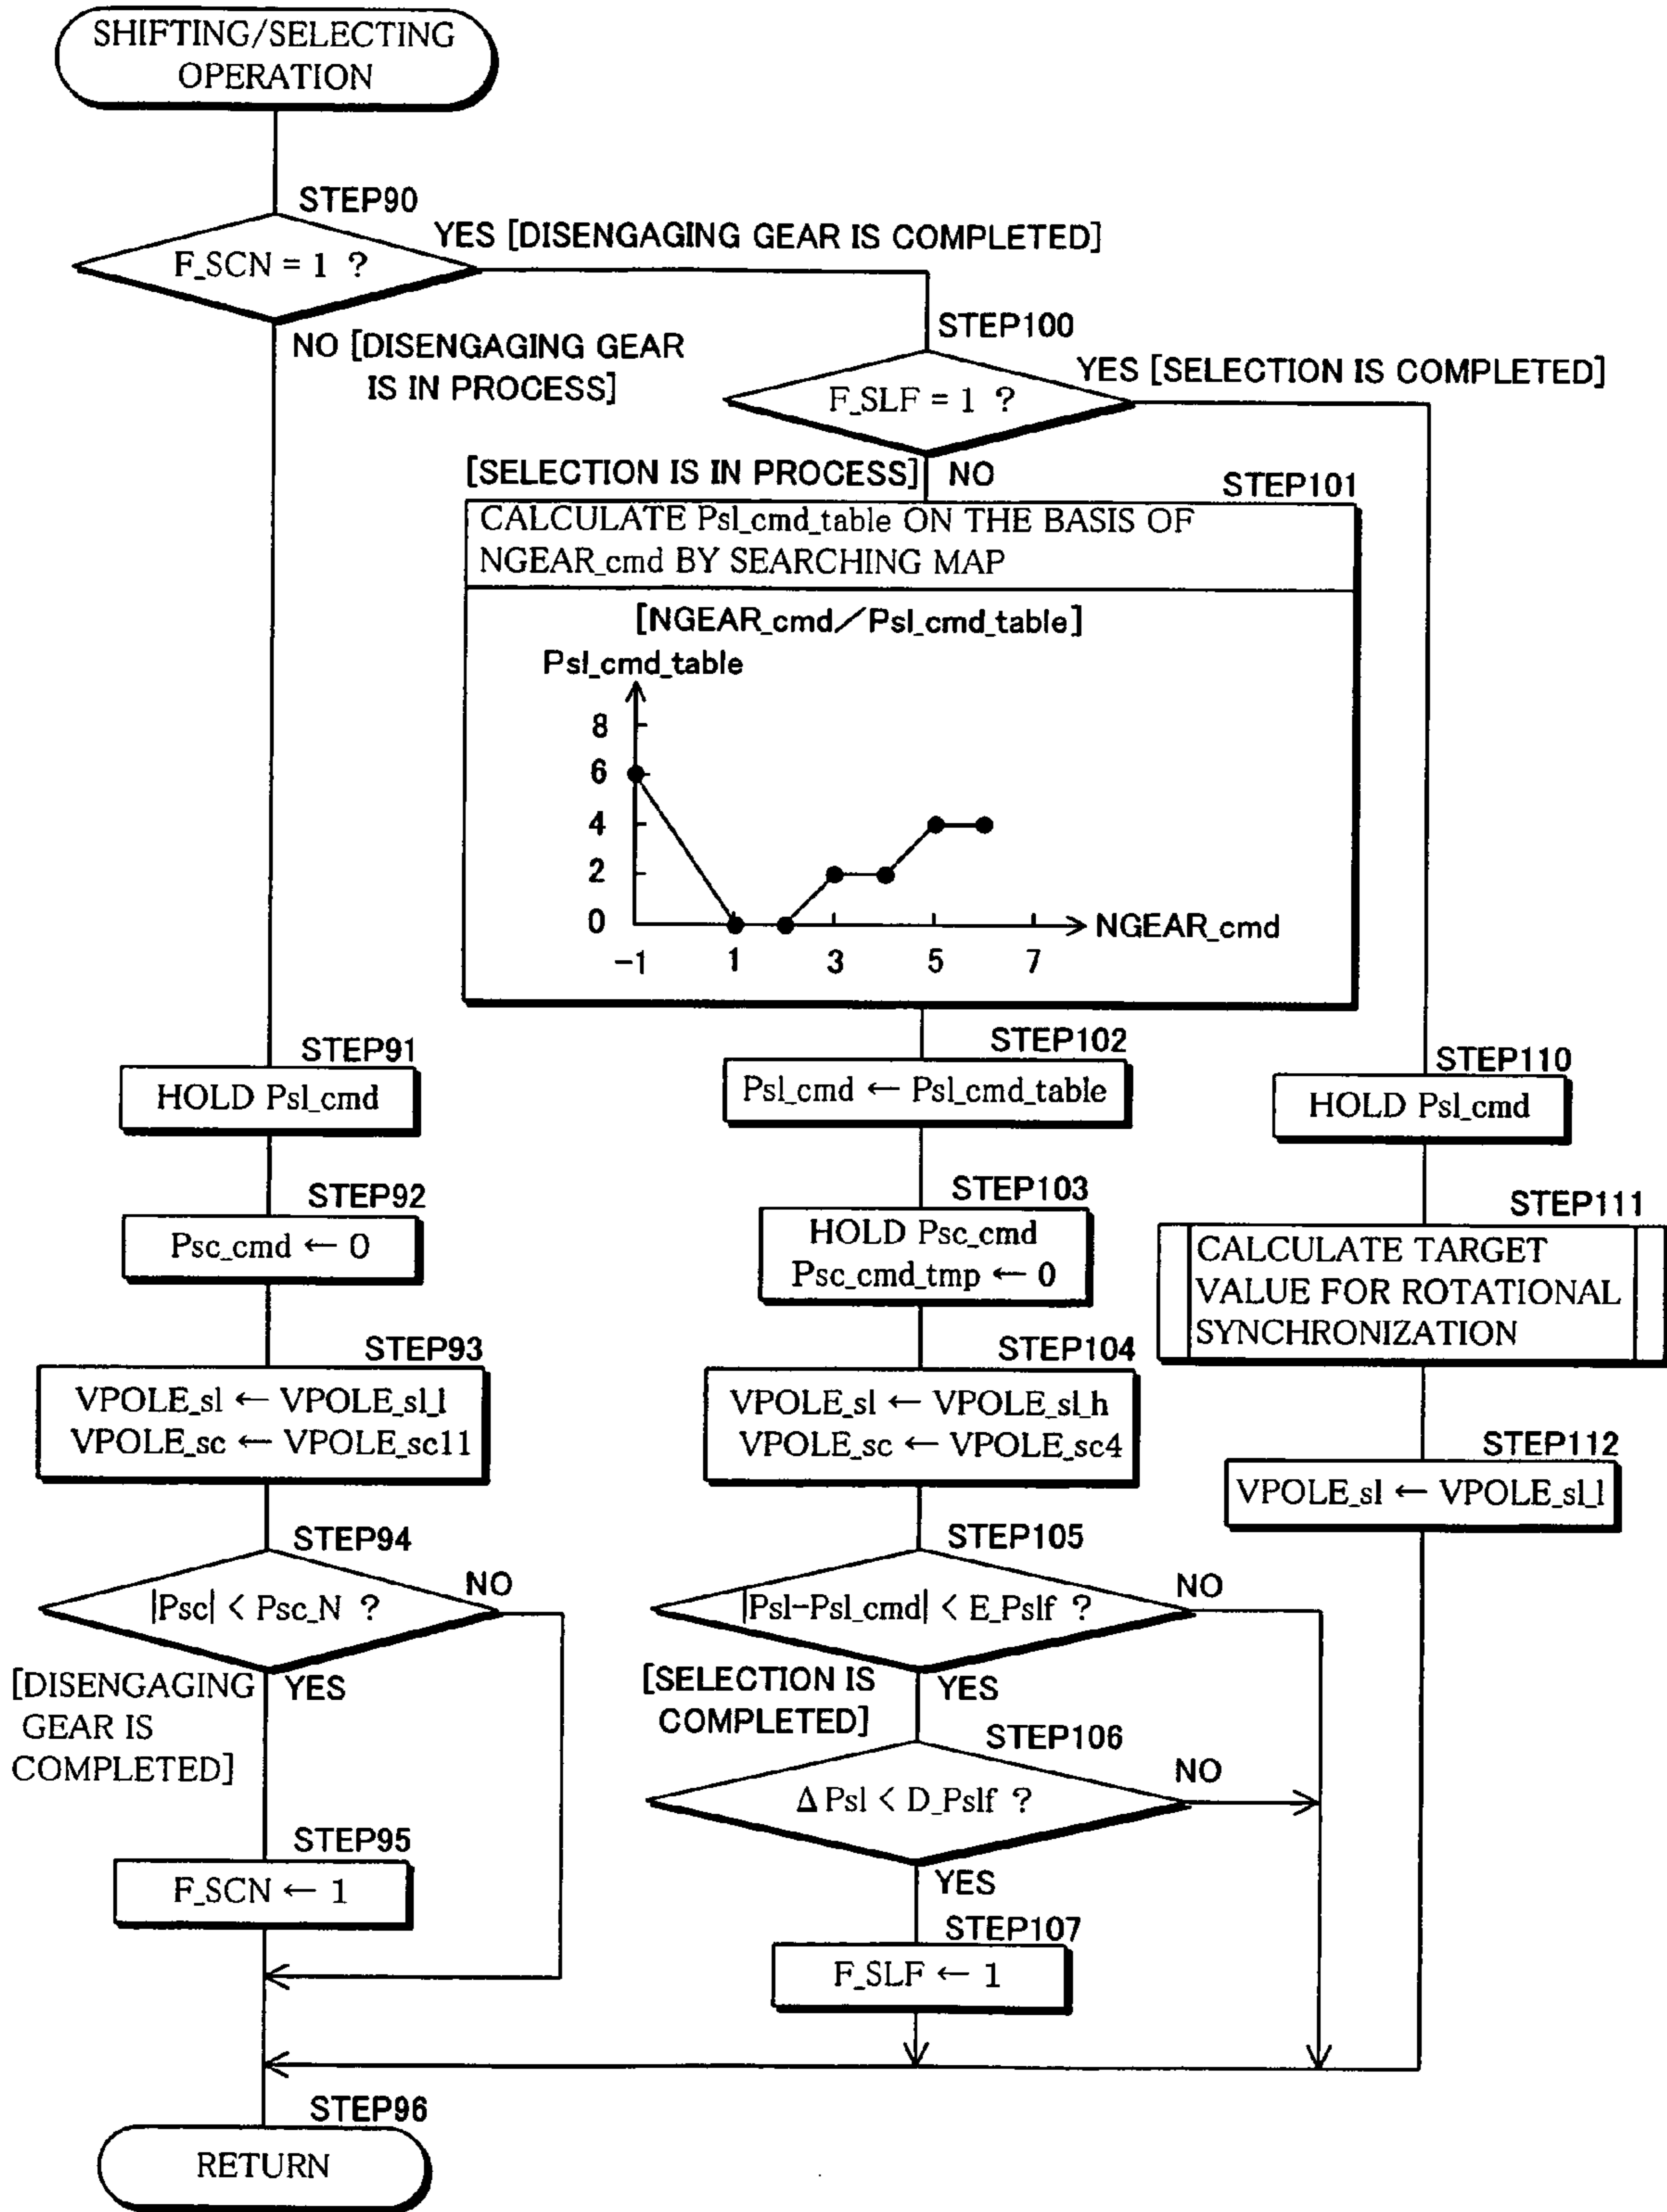 SHIFTING/SELECTING
OPERATION
STEP90
F_SCN = 1 ?
YES [DISENGAGING GEAR IS COMPLETED]
NO [DISENGAGING GEAR
IS IN PROCESS]
STEP100
F_SLF = 1 ?
YES [SELECTION IS COMPLETED]
[SELECTION IS IN PROCESS] NO
STEP101
CALCULATE Psl_cmd_table ON THE BASIS OF
NGEAR_cmd BY SEARCHING MAP
[NGEAR_cmd/Psl_cmd_table]
Psl_cmd_table
8
6
4
2
0
NGEAR_cmd
-1 1 3 5 7
STEP91
HOLD Psl_cmd
STEP92
Psc_cmd ← 0
STEP93
VPOLE_sl ← VPOLE_sl_l
VPOLE_sc ← VPOLE_sc11
STEP94
|Psc| < Psc_N ?
NO
[DISENGAGING
GEAR IS
COMPLETED]
YES
STEP95
F_SCN ← 1
STEP102
Psl_cmd ← Psl_cmd_table
STEP103
HOLD Psc_cmd
Psc_cmd_tmp ← 0
STEP104
VPOLE_sl ← VPOLE_sl_h
VPOLE_sc ← VPOLE_sc4
STEP105
|Psl-Psl_cmd| < E_Pslf ?
NO
[SELECTION IS
COMPLETED]
YES
STEP106
Δ Psl < D_Pslf ?
NO
YES
STEP107
F_SLF ← 1
STEP110
HOLD Psl_cmd
STEP111
CALCULATE TARGET
VALUE FOR ROTATIONAL
SYNCHRONIZATION
STEP112
VPOLE_sl ← VPOLE_sl_l
STEP96
RETURN